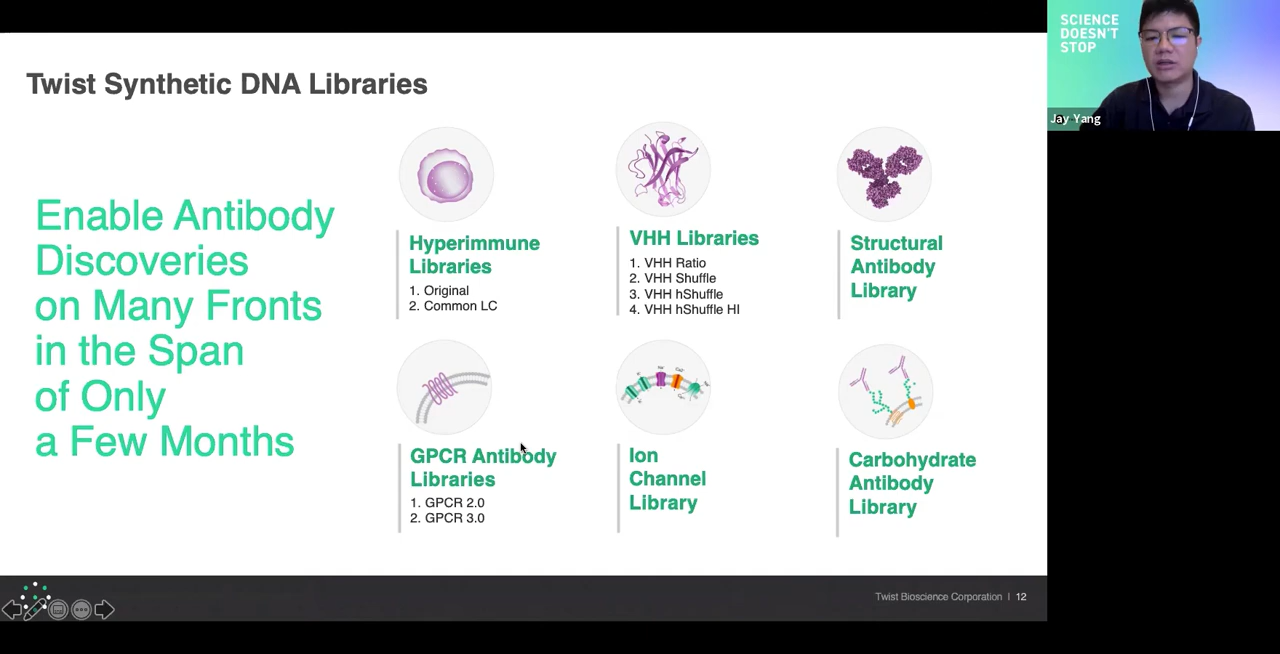 Twist Synthetic DNA Libraries
Enable Antibody
Discoveries
on Many Fronts
in the Span
of Only
a Few Months
Hyperimmune
Libraries
1. Original
2. Common LC
VHH Libraries
1. VHH Ratio
2. VHH Shuffle
3. VHH hShuffle
4. VHH hShuffle HI
Structural
Antibody
Library
GPCR Antibody
Libraries
1. GPCR 2.0
2. GPCR 3.0
Ion
Channel
Library
Carbohydrate
Antibody
Library
Twist Bioscience Corporation | 12
SCIENCE
DOESN'T
STOP
Jay Yang